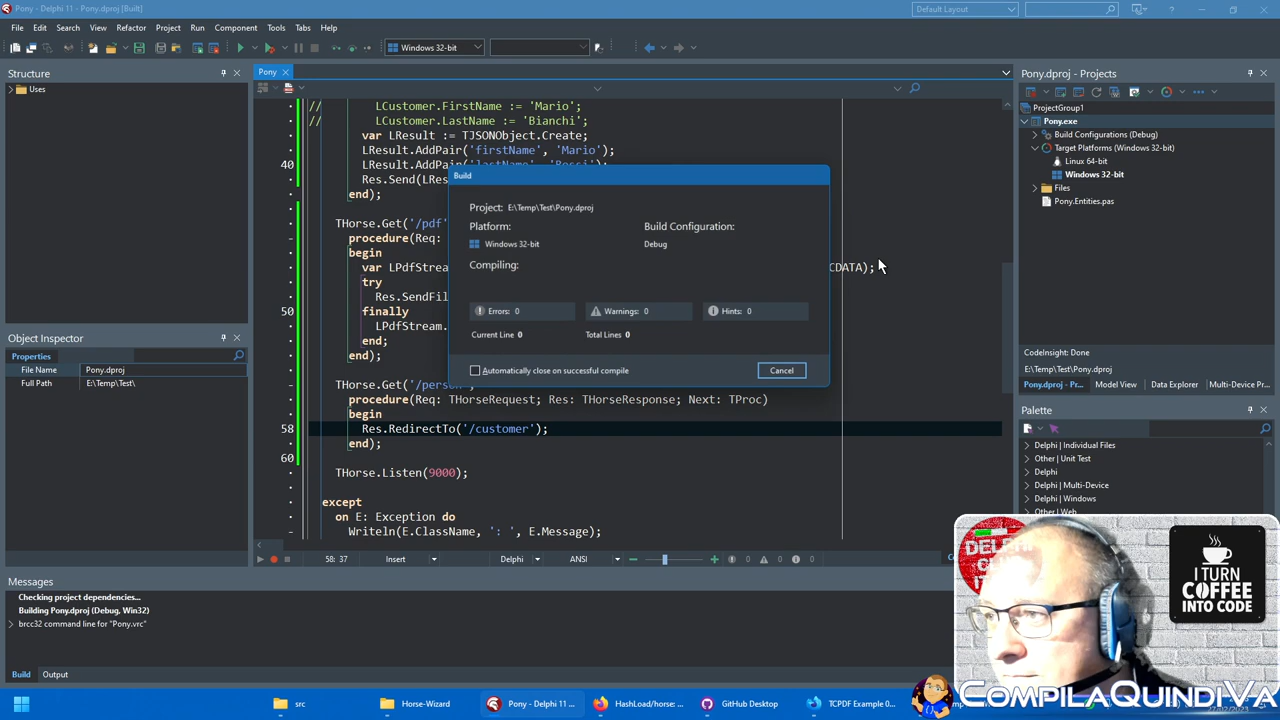 Pony - Delphi 11 - Pony.dproj [Built]
Default Layout
File Edit Search View Refactor Project Run Component Tools Tabs Help
Windows 32-bit
Structure
Uses
Pony
// LCustomer.FirstName := 'Mario';
// LCustomer.LastName := 'Bianchi';
var LResult := TJSONObject.Create;
LResult.AddPair('firstName', 'Mario');
40 LResult.AddPair('lastName', 'Rossi');
Res.Send(LRes
end);
THorse.Get('/pdf'
procedure(Req:
begin
var LPdfStream CDATA);
try
50 Res.SendFil
finally
LPdfStream.
end;
end);
THorse.Get('/person',
procedure(Req: THorseRequest; Res: THorseResponse; Next: TProc)
begin
58 Res.RedirectTo('/customer');
end);
60
THorse.Listen(9000);
except
on E: Exception do
Writeln(E.ClassName, ': ', E.Message);
Build
Project: E:\Temp\Test\Pony.dproj
Platform: Build Configuration:
Windows 32-bit Debug
Compiling:
Errors: 0 Warnings: 0 Hints: 0
Current Line 0 Total Lines 0
Automatically close on successful compile Cancel
Object Inspector
Properties
File Name Pony.dproj
Full Path E:\Temp\Test\
58: 37 Insert Delphi ANSI 0 0 0
Pony.dproj - Projects
ProjectGroup1
Pony.exe
Build Configurations (Debug)
Target Platforms (Windows 32-bit)
Linux 64-bit
Windows 32-bit
Files
Pony.Entities.pas
CodeInsight: Done
E:\Temp\Test\Pony.dproj
Pony.dproj - Pr... Model View Data Explorer Multi-Device Pr...
Palette
Delphi | Individual Files
Other | Unit Test
Delphi
Delphi | Multi-Device
Delphi | Windows
Other | Web
Messages
Checking project dependencies...
Building Pony.dproj (Debug, Win32)
brcc32 command line for "Pony.vrc"
Build Output
I TURN
COFFEE
INTO CODE
COMPILAQUINDIVA
src Horse-Wizard Pony - Delphi 11 ... HashLoad/horse: ... GitHub Desktop TCPDF Example 0...